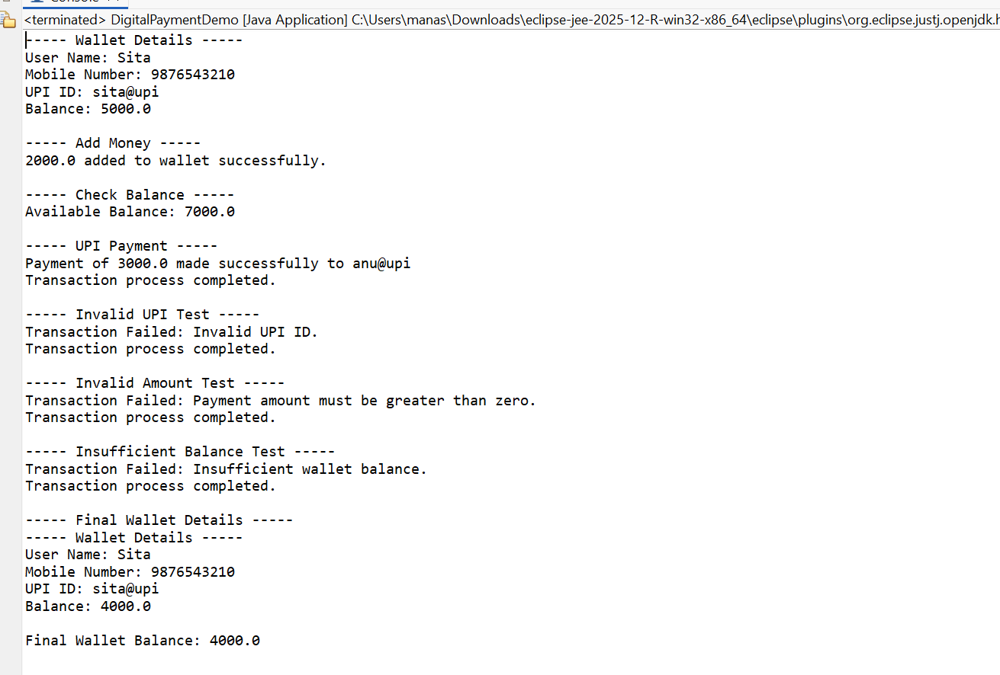 Console
<terminated> DigitalPaymentDemo [Java Application] C:\Users\manas\Downloads\eclipse-jee-2025-12-R-win32-x86_64\eclipse\plugins\org.eclipse.justj.openjdk.h
----- Wallet Details -----
User Name: Sita
Mobile Number: 9876543210
UPI ID: sita@upi
Balance: 5000.0

----- Add Money -----
2000.0 added to wallet successfully.

----- Check Balance -----
Available Balance: 7000.0

----- UPI Payment -----
Payment of 3000.0 made successfully to anu@upi
Transaction process completed.

----- Invalid UPI Test -----
Transaction Failed: Invalid UPI ID.
Transaction process completed.

----- Invalid Amount Test -----
Transaction Failed: Payment amount must be greater than zero.
Transaction process completed.

----- Insufficient Balance Test -----
Transaction Failed: Insufficient wallet balance.
Transaction process completed.

----- Final Wallet Details -----
----- Wallet Details -----
User Name: Sita
Mobile Number: 9876543210
UPI ID: sita@upi
Balance: 4000.0

Final Wallet Balance: 4000.0